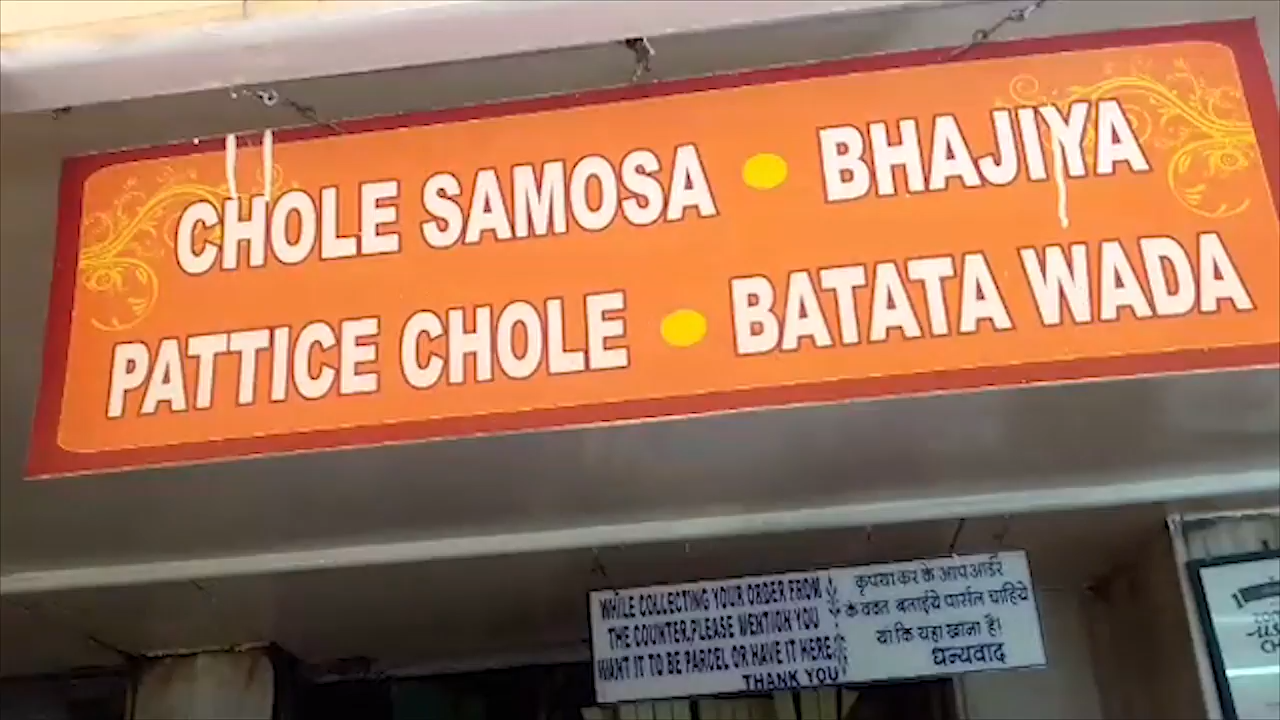 CHOLE SAMOSA • BHAJIYA
PATTICE CHOLE • BATATA WADA
WHILE COLLECTING YOUR ORDER FROM
THE COUNTER,PLEASE MENTION YOU
WANT IT TO BE PARCEL OR HAVE IT HERE
THANK YOU
कृपया कर के आप आर्डर
के वक्त बताईये पार्सल चाहिये
या कि यहा खाना है।
धन्यवाद